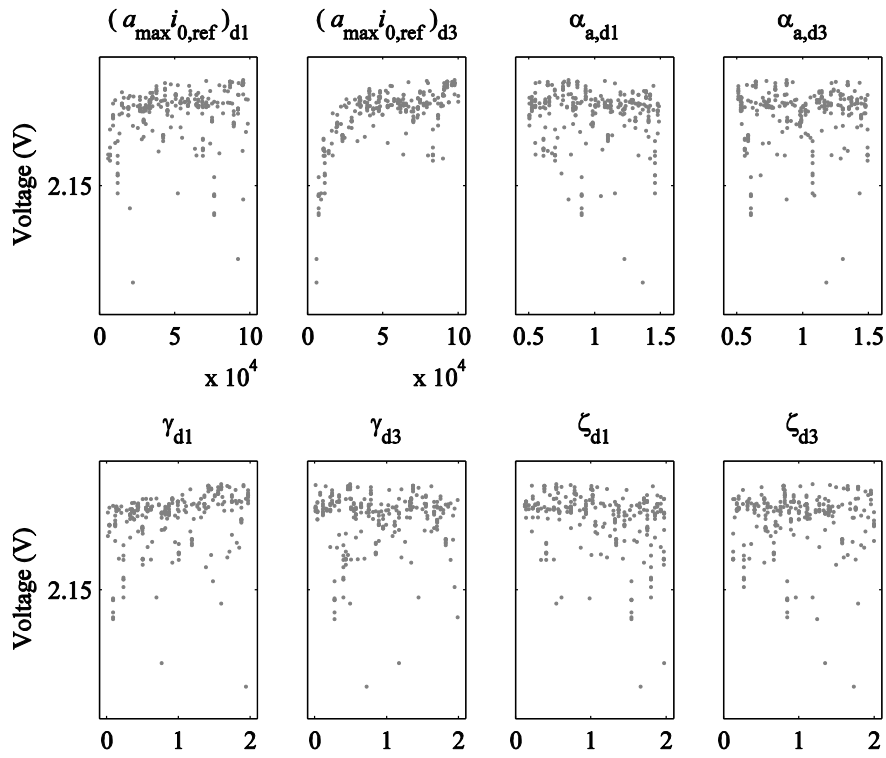 ( a_max i_0,ref )_d1 ( a_max i_0,ref )_d3 α_a,d1 α_a,d3
Voltage (V)
2.15
0 5 10 0 5 10 0.5 1 1.5 0.5 1 1.5
x 10^4 x 10^4
γ_d1 γ_d3 ζ_d1 ζ_d3
Voltage (V)
2.15
0 1 2 0 1 2 0 1 2 0 1 2